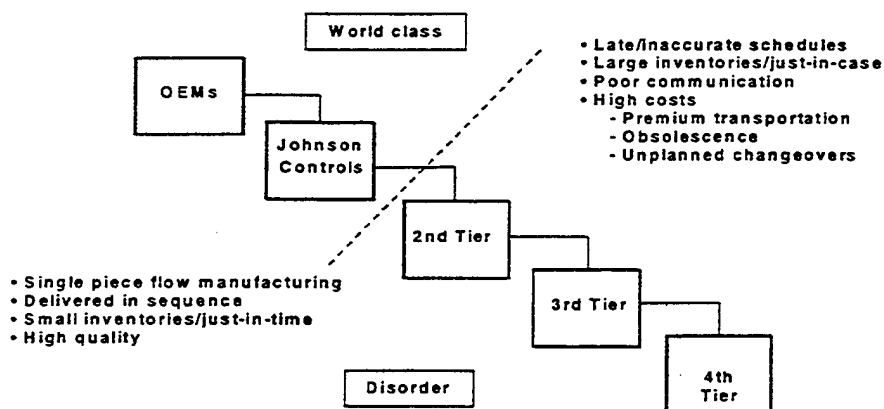 World class
• Late/inaccurate schedules
• Large inventories/just-in-case
• Poor communication
• High costs
- Premium transportation
- Obsolescence
- Unplanned changeovers
OEMs
Johnson
Controls
2nd Tier
• Single piece flow manufacturing
• Delivered in sequence
• Small inventories/just-in-time
• High quality
3rd Tier
Disorder
4th
Tier